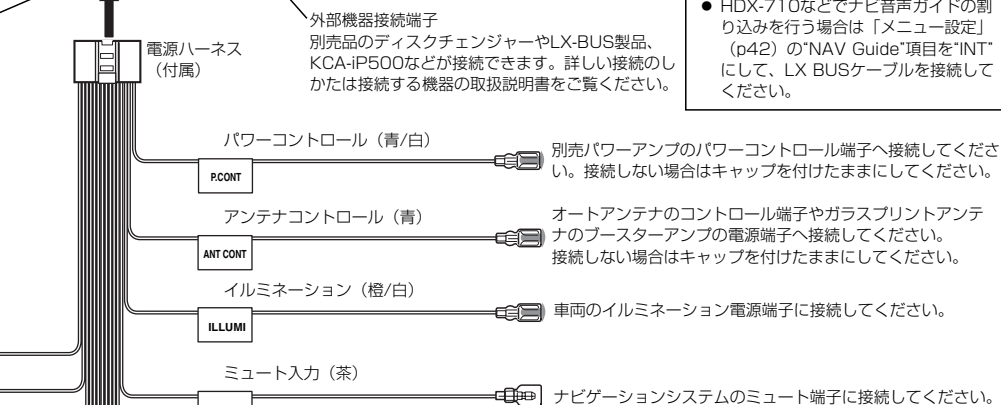 外部機器接続端子
別売品のディスクチェンジャーやLX-BUS製品、
KCA-iP500などが接続できます。詳しい接続のし
かたは接続する機器の取扱説明書をご覧ください。
● HDX-710などでナビ音声ガイドの割
り込みを行う場合は「メニュー設定」
（p42）の“NAV Guide”項目を“INT”
にして、LX BUSケーブルを接続して
ください。
電源ハーネス
（付属）
パワーコントロール（青/白）
P.CONT
別売パワーアンプのパワーコントロール端子へ接続してくださ
い。接続しない場合はキャップを付けたままにしてください。
アンテナコントロール（青）
ANT CONT
オートアンテナのコントロール端子やガラスプリントアンテ
ナのブースターアンプの電源端子へ接続してください。
接続しない場合はキャップを付けたままにしてください。
イルミネーション（橙/白）
ILLUMI
車両のイルミネーション電源端子に接続してください。
ミュート入力（茶）
ナビゲーションシステムのミュート端子に接続してください。